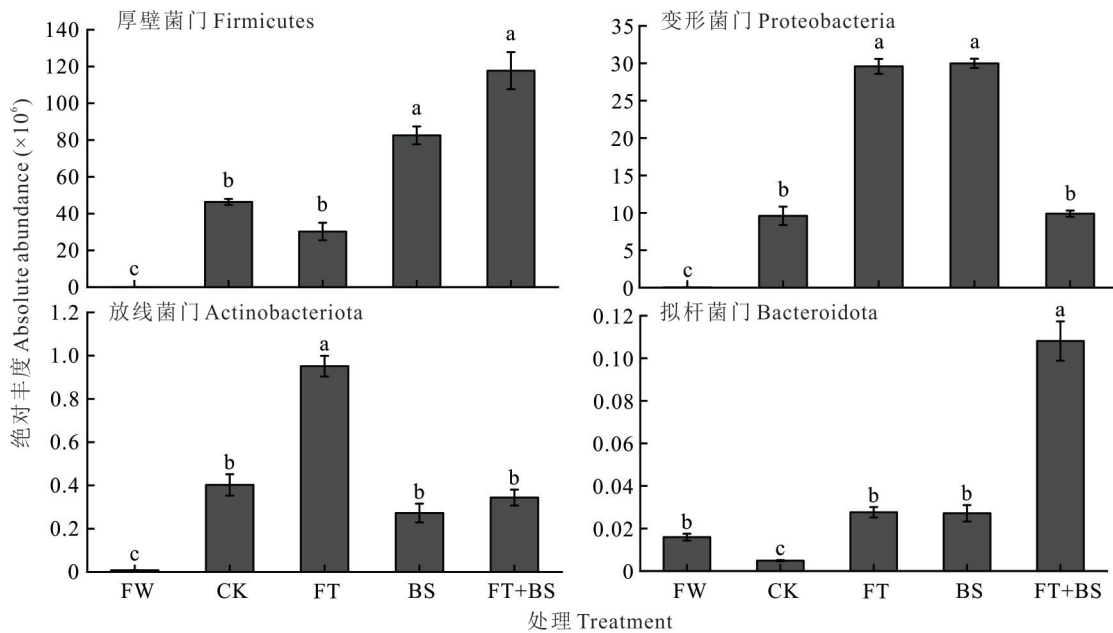 厚壁菌门 Firmicutes
140
120
100
80
60
40
20
0
c
b
b
a
a
变形菌门 Proteobacteria
35
30
25
20
15
10
5
0
c
b
a
a
b
放线菌门 Actinobacteriota
1.2
1.0
0.8
0.6
0.4
0.2
0
c
b
a
b
b
FW CK FT BS FT+BS
拟杆菌门 Bacteroidota
0.12
0.10
0.08
0.06
0.04
0.02
0
b
c
b
b
a
FW CK FT BS FT+BS
绝对丰度 Absolute abundance (×10⁶)
处理 Treatment